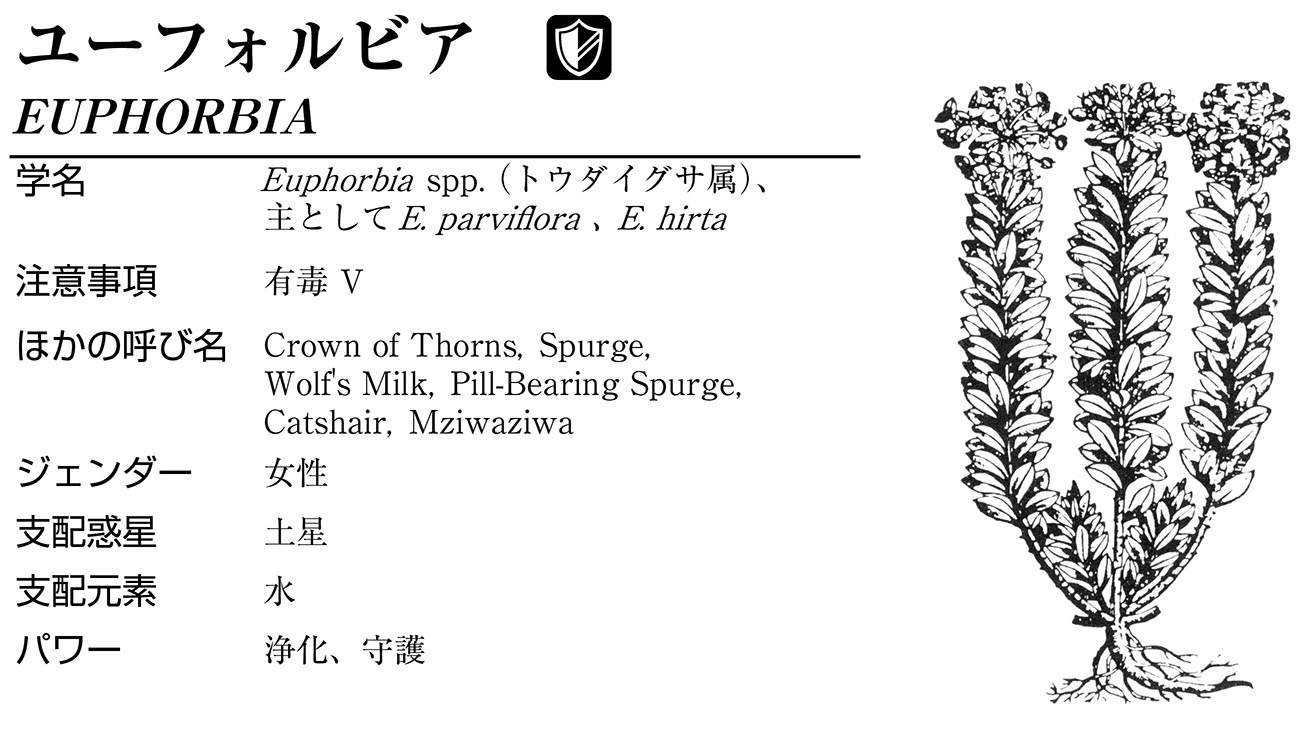 ユーフォルビア
EUPHORBIA
学名 Euphorbia spp.（トウダイグサ属）、
主として E. parviflora 、E. hirta
注意事項 有毒 V
ほかの呼び名 Crown of Thorns, Spurge,
Wolf's Milk, Pill-Bearing Spurge,
Catshair, Mziwaziwa
ジェンダー 女性
支配惑星 土星
支配元素 水
パワー 浄化、守護